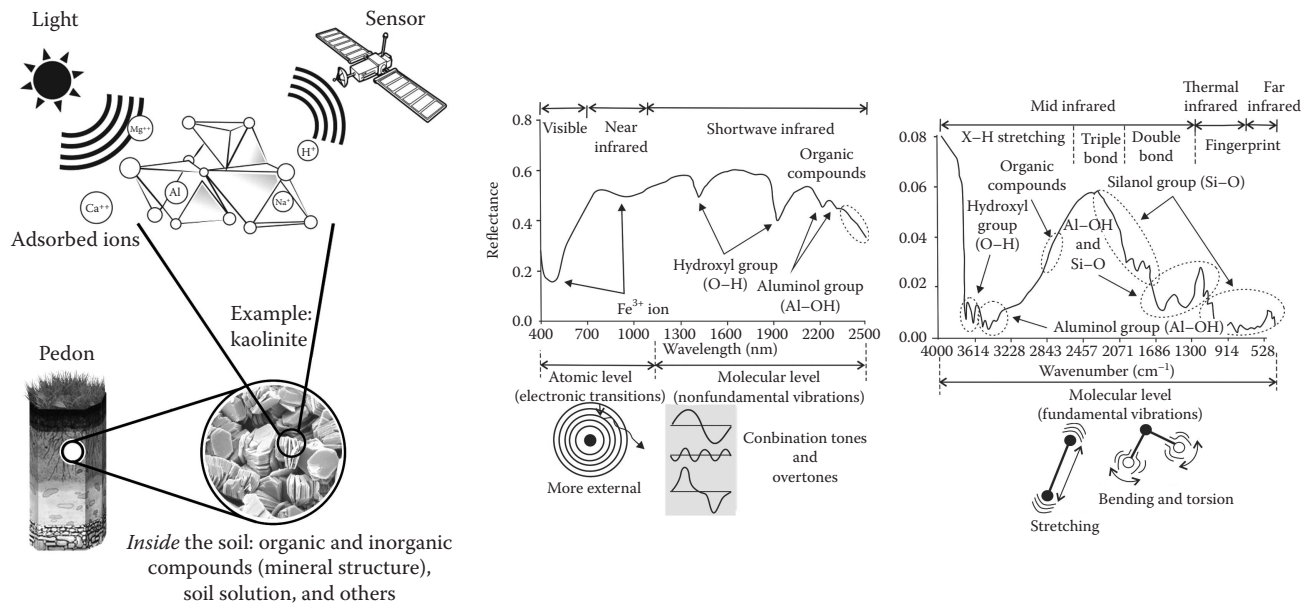 Light
Sensor
Mg++
H+
Al
Na+
Ca++
Adsorbed ions
Example:
kaolinite
Pedon
Inside the soil: organic and inorganic
compounds (mineral structure),
soil solution, and others
Visible
Near
infrared
Shortwave infrared
Reflectance
0.8
0.6
0.4
0.2
0.0
Organic
compounds
Hydroxyl group
(O–H)
Aluminol group
(Al–OH)
Fe3+ ion
400
700
1000
1300
1600
1900
2200
2500
Wavelength (nm)
Atomic level
(electronic transitions)
Molecular level
(nonfundamental vibrations)
More external
Conbination tones
and
overtones
Mid infrared
Thermal
infrared
Far
infrared
X–H stretching
Triple
bond
Double
bond
Fingerprint
0.08
0.06
0.04
0.02
0.00
Organic
compounds
Hydroxyl
group
(O–H)
Silanol group (Si–O)
Al–OH
and
Si–O
Aluminol group (Al–OH)
4000
3614
3228
2843
2457
2071
1686
1300
914
528
Wavenumber (cm−1)
Molecular level
(fundamental vibrations)
Stretching
Bending and torsion